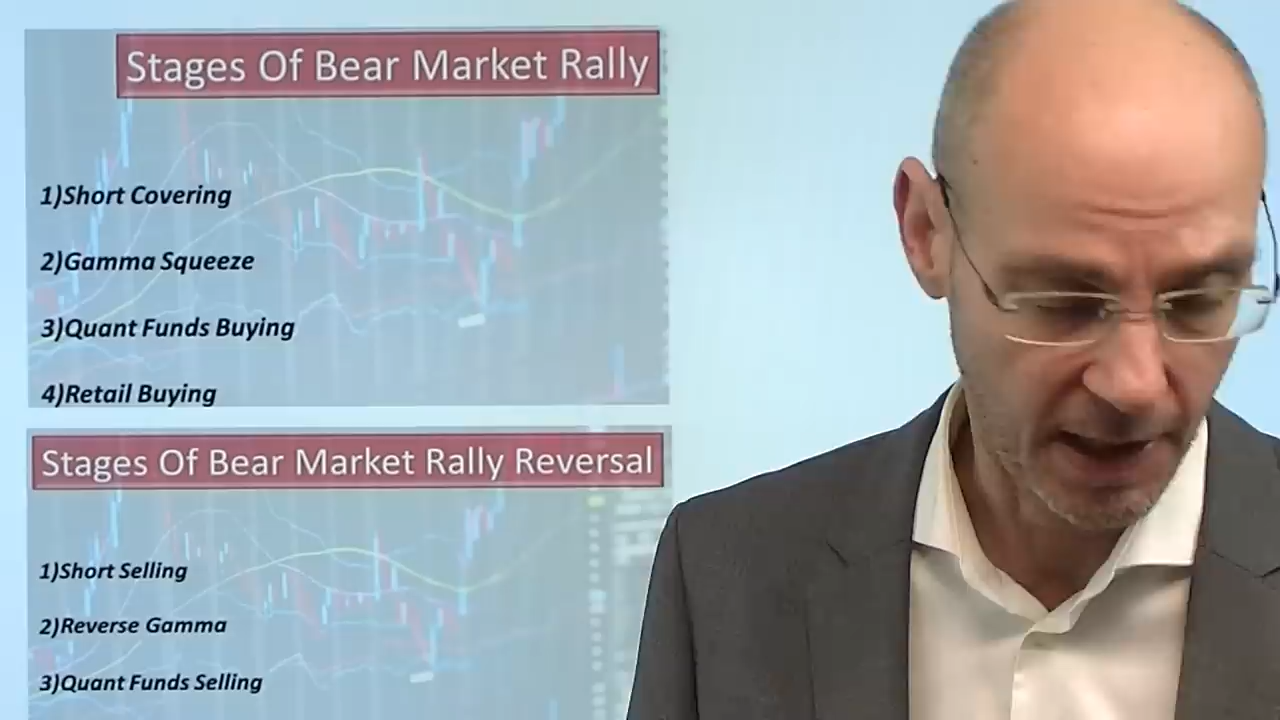 Stages Of Bear Market Rally
1)Short Covering
2)Gamma Squeeze
3)Quant Funds Buying
4)Retail Buying
Stages Of Bear Market Rally Reversal
1)Short Selling
2)Reverse Gamma
3)Quant Funds Selling